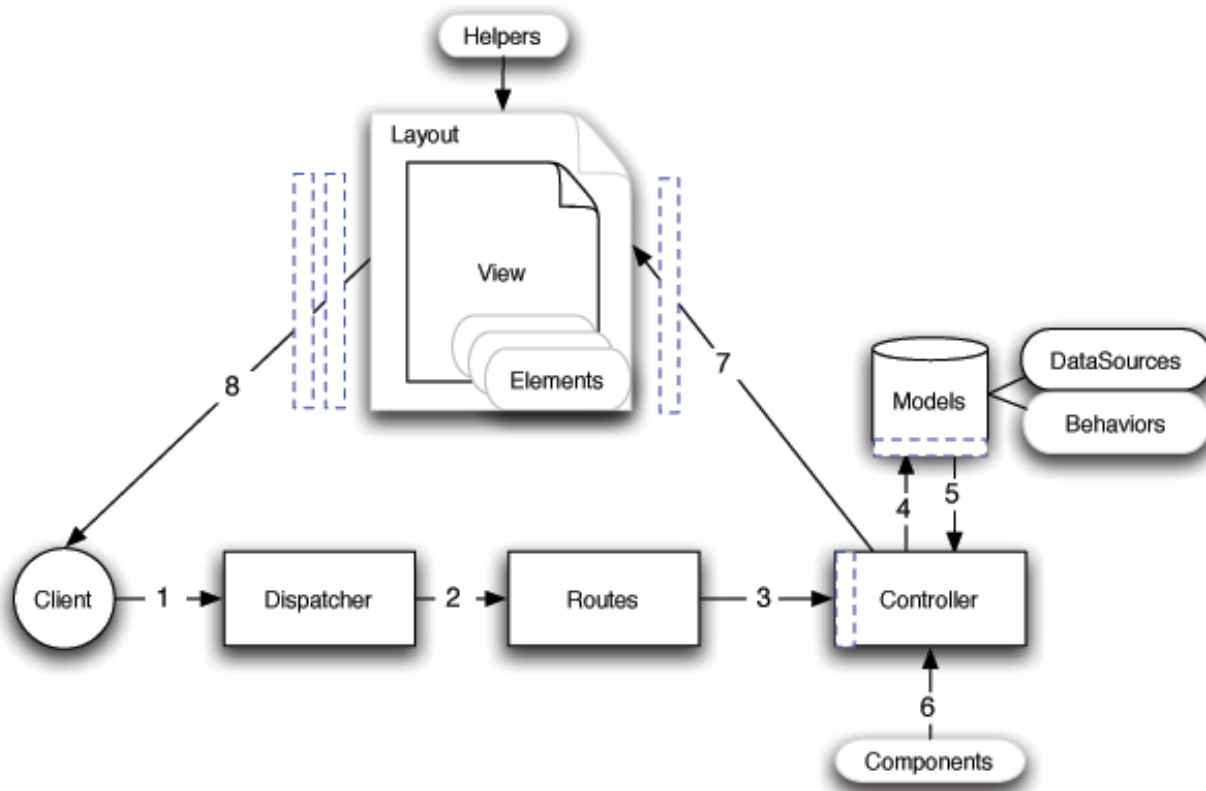 Helpers
Layout
View
Elements
8
7
Models
DataSources
Behaviors
4
5
Client
1
Dispatcher
2
Routes
3
Controller
6
Components